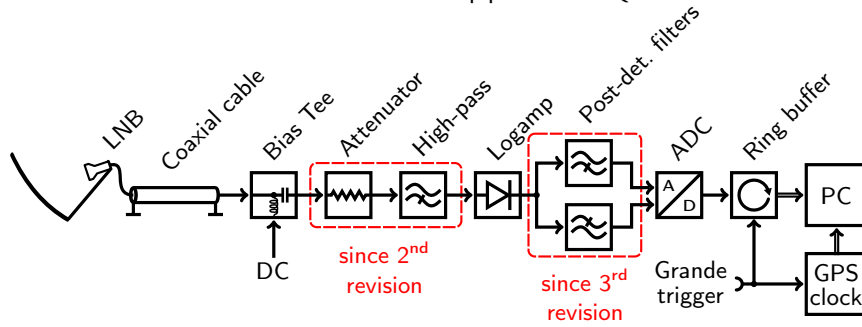 LNB
Coaxial cable
Bias Tee
Attenuator
High-pass
Logamp
Post-det. filters
ADC
Ring buffer
A
D
PC
DC
since 2nd
revision
since 3rd
revision
Grande
trigger
GPS
clock